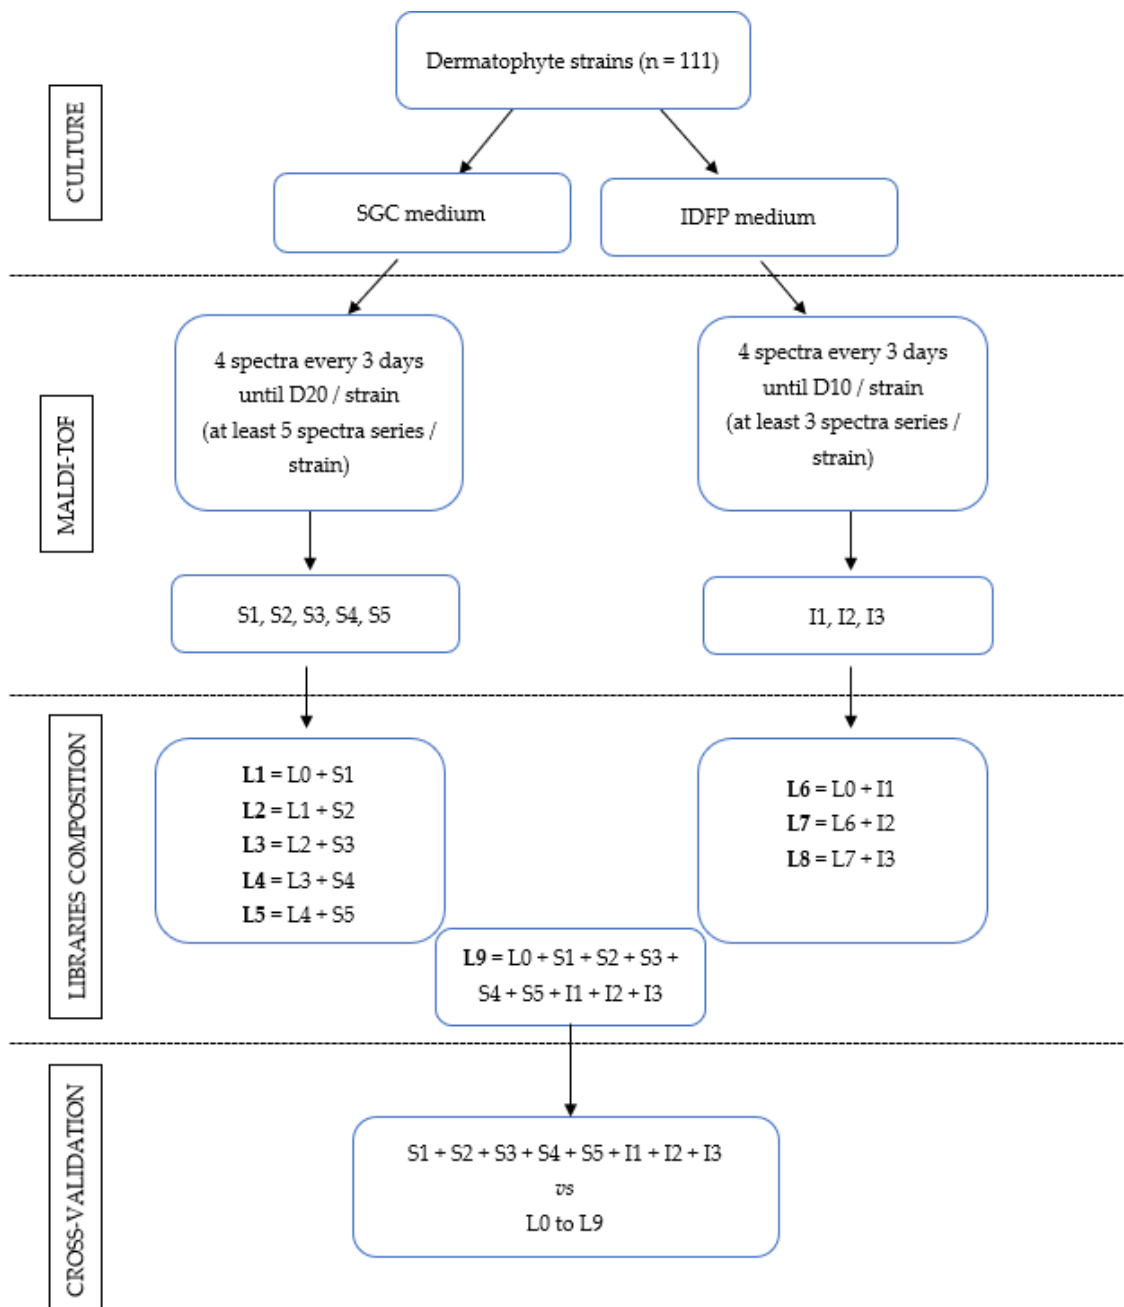 CULTURE
Dermatophyte strains (n = 111)
SGC medium
IDFP medium
MALDI-TOF
4 spectra every 3 days
until D20 / strain
(at least 5 spectra series /
strain)
4 spectra every 3 days
until D10 / strain
(at least 3 spectra series /
strain)
S1, S2, S3, S4, S5
I1, I2, I3
LIBRARIES COMPOSITION
L1 = L0 + S1
L2 = L1 + S2
L3 = L2 + S3
L4 = L3 + S4
L5 = L4 + S5
L6 = L0 + I1
L7 = L6 + I2
L8 = L7 + I3
L9 = L0 + S1 + S2 + S3 +
S4 + S5 + I1 + I2 + I3
CROSS-VALIDATION
S1 + S2 + S3 + S4 + S5 + I1 + I2 + I3
vs
L0 to L9